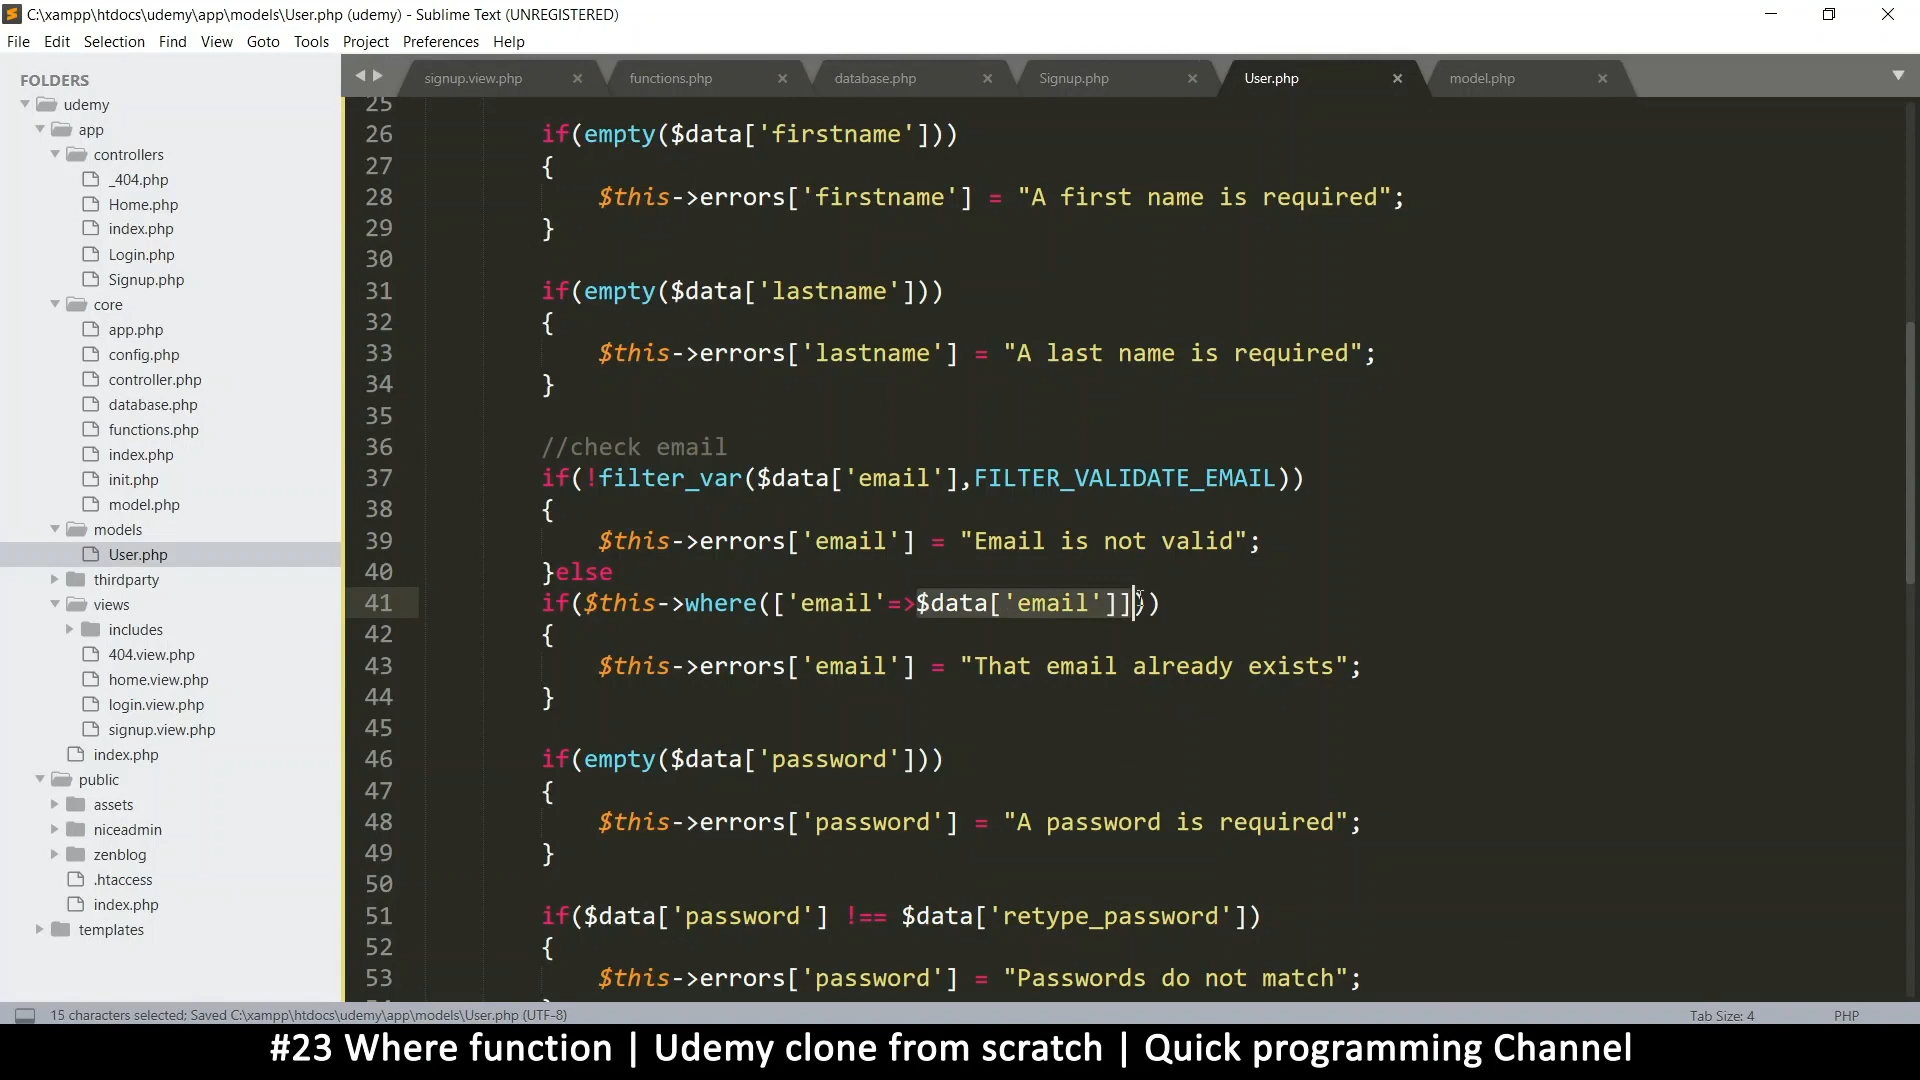 C:\xampp\htdocs\udemy\app\models\User.php (udemy) - Sublime Text (UNREGISTERED)
File Edit Selection Find View Goto Tools Project Preferences Help
FOLDERS
udemy
app
controllers
_404.php
Home.php
index.php
Login.php
Signup.php
core
app.php
config.php
controller.php
database.php
functions.php
index.php
init.php
model.php
models
User.php
thirdparty
views
includes
404.view.php
home.view.php
login.view.php
signup.view.php
index.php
public
assets
niceadmin
zenblog
.htaccess
index.php
templates
signup.view.php functions.php database.php Signup.php User.php model.php
25
26 if(empty($data['firstname']))
27 {
28 $this->errors['firstname'] = "A first name is required";
29 }
30
31 if(empty($data['lastname']))
32 {
33 $this->errors['lastname'] = "A last name is required";
34 }
35
36 //check email
37 if(!filter_var($data['email'],FILTER_VALIDATE_EMAIL))
38 {
39 $this->errors['email'] = "Email is not valid";
40 }else
41 if($this->where(['email'=>$data['email']]))
42 {
43 $this->errors['email'] = "That email already exists";
44 }
45
46 if(empty($data['password']))
47 {
48 $this->errors['password'] = "A password is required";
49 }
50
51 if($data['password'] !== $data['retype_password'])
52 {
53 $this->errors['password'] = "Passwords do not match";
15 characters selected; Saved C:\xampp\htdocs\udemy\app\models\User.php (UTF-8) Tab Size: 4 PHP
#23 Where function | Udemy clone from scratch | Quick programming Channel